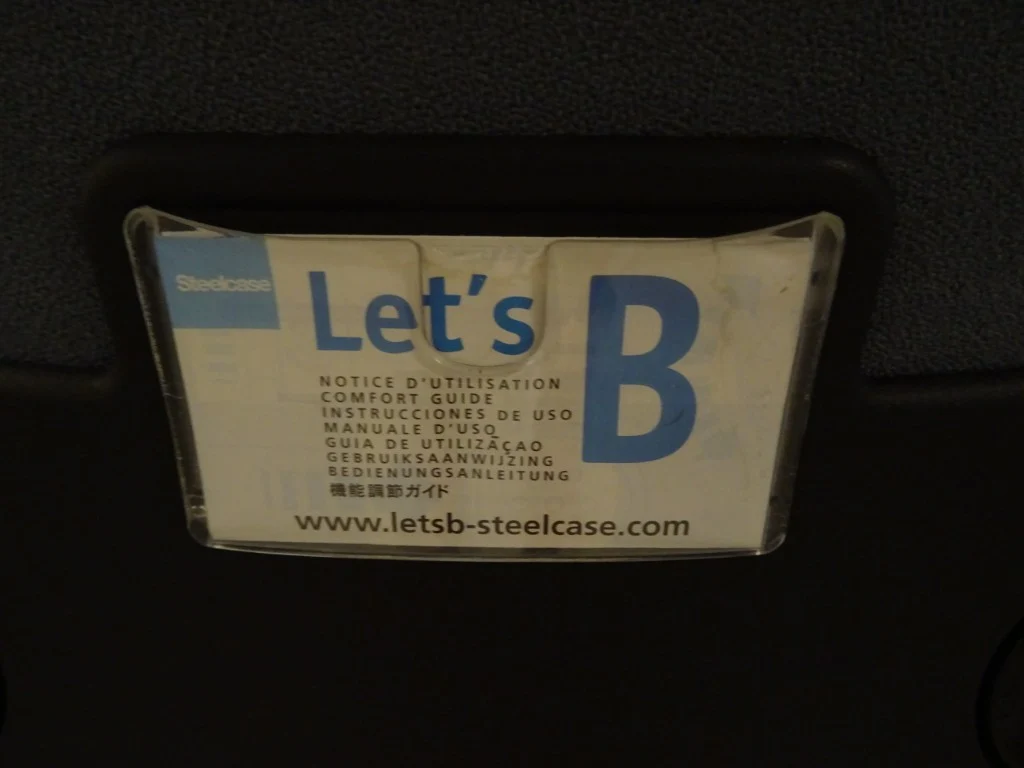 Steelcase
Let's B
NOTICE D'UTILISATION
COMFORT GUIDE
INSTRUCCIONES DE USO
MANUALE D'USO
GUIA DE UTILIZAÇAO
GEBRUIKSAANWIJZING
BEDIENUNGSANLEITUNG
機能調節ガイド
www.letsb-steelcase.com